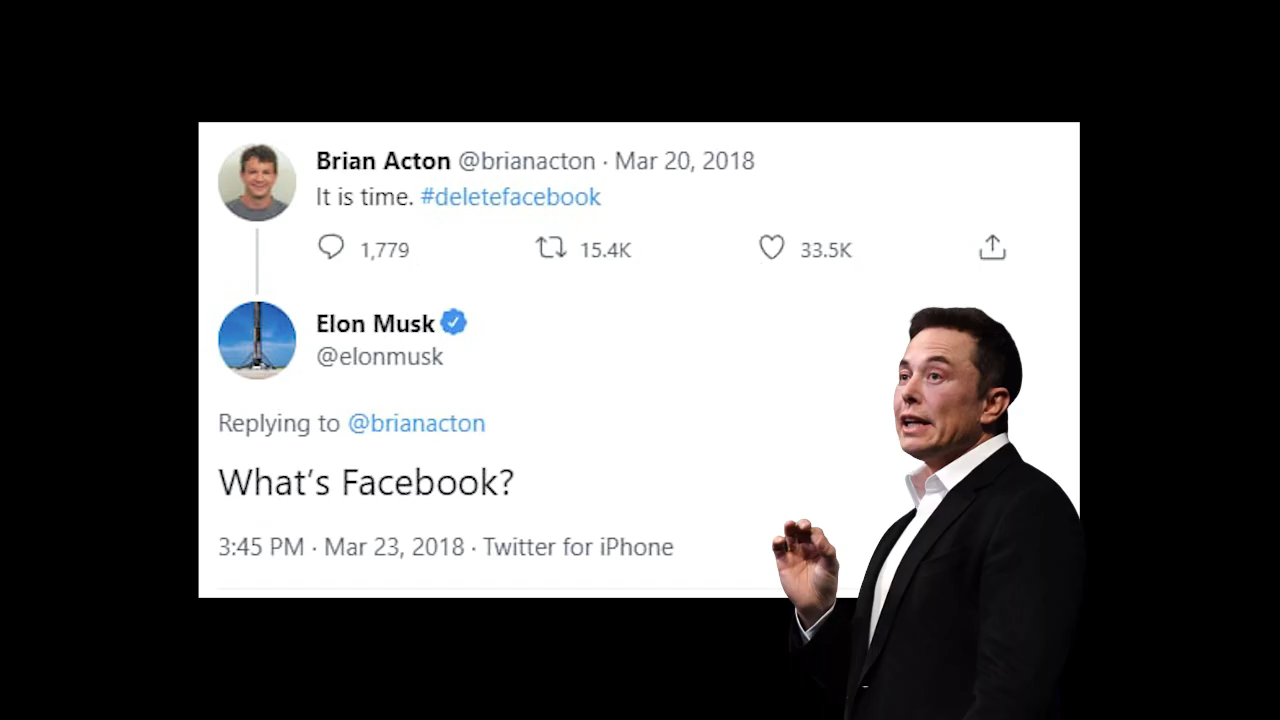 Brian Acton @brianacton · Mar 20, 2018
It is time. #deletefacebook
1,779 15.4K 33.5K
Elon Musk
@elonmusk
Replying to @brianacton
What’s Facebook?
3:45 PM · Mar 23, 2018 · Twitter for iPhone